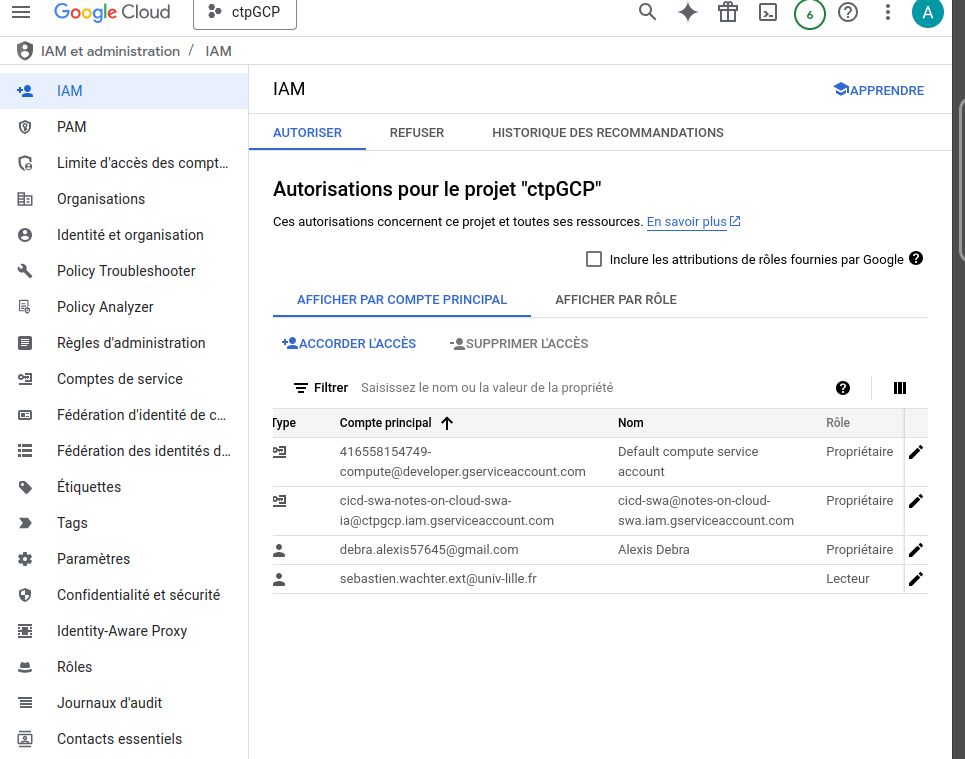 Google Cloud
ctpGCP
6
A
IAM et administration / IAM
IAM
PAM
Limite d'accès des compt...
Organisations
Identité et organisation
Policy Troubleshooter
Policy Analyzer
Règles d'administration
Comptes de service
Fédération d'identité de c...
Fédération des identités d...
Étiquettes
Tags
Paramètres
Confidentialité et sécurité
Identity-Aware Proxy
Rôles
Journaux d'audit
Contacts essentiels
IAM
APPRENDRE
AUTORISER REFUSER HISTORIQUE DES RECOMMANDATIONS
Autorisations pour le projet "ctpGCP"
Ces autorisations concernent ce projet et toutes ses ressources. En savoir plus
Inclure les attributions de rôles fournies par Google
AFFICHER PAR COMPTE PRINCIPAL AFFICHER PAR RÔLE
ACCORDER L'ACCÈS SUPPRIMER L'ACCÈS
Filtrer Saisissez le nom ou la valeur de la propriété
Type Compte principal Nom Rôle
416558154749- Default compute service Propriétaire
compute@developer.gserviceaccount.com account
cicd-swa-notes-on-cloud-swa- cicd-swa@notes-on-cloud- Propriétaire
ia@ctpgcp.iam.gserviceaccount.com swa.iam.gserviceaccount.com
debra.alexis57645@gmail.com Alexis Debra Propriétaire
sebastien.wachter.ext@univ-lille.fr Lecteur